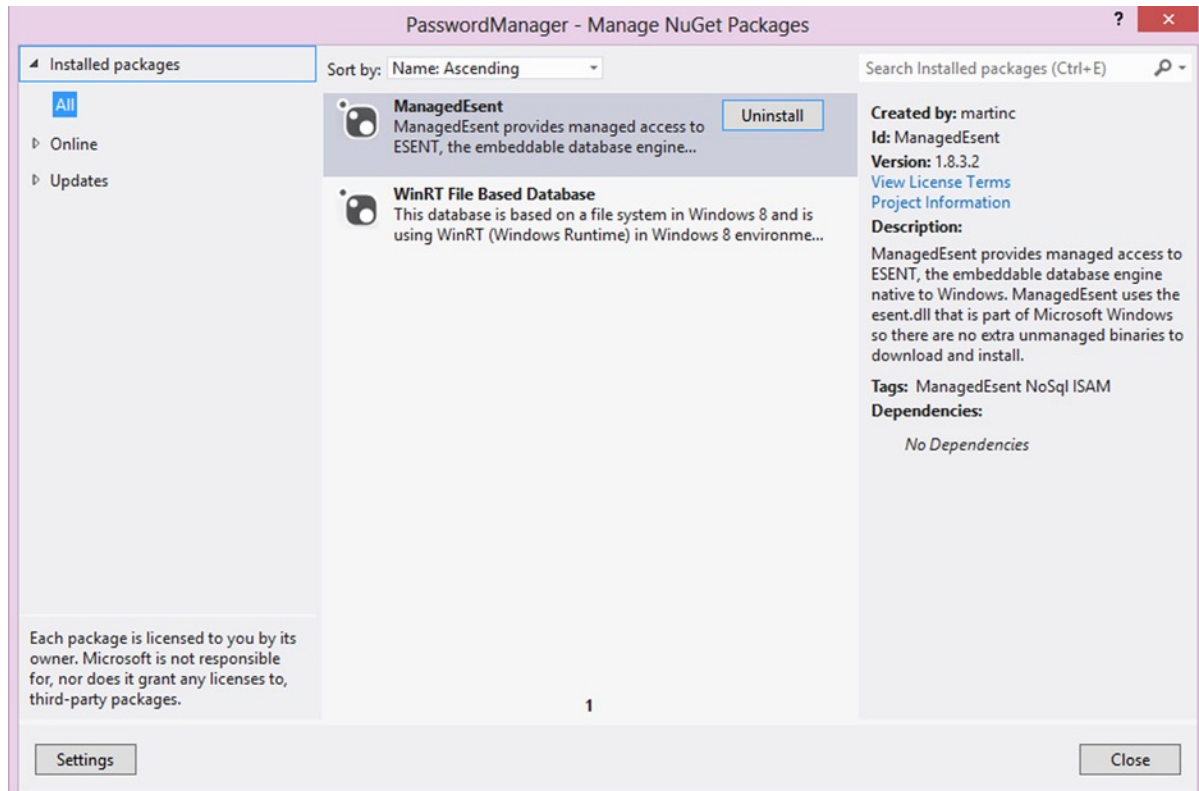 PasswordManager - Manage NuGet Packages
?
Installed packages
All
Online
Updates
Each package is licensed to you by its
owner. Microsoft is not responsible
for, nor does it grant any licenses to,
third-party packages.
Settings
Sort by: Name: Ascending
ManagedEsent
ManagedEsent provides managed access to
ESENT, the embeddable database engine...
Uninstall
WinRT File Based Database
This database is based on a file system in Windows 8 and is
using WinRT (Windows Runtime) in Windows 8 environme...
1
Search Installed packages (Ctrl+E)
Created by: martinc
Id: ManagedEsent
Version: 1.8.3.2
View License Terms
Project Information
Description:
ManagedEsent provides managed access to
ESENT, the embeddable database engine
native to Windows. ManagedEsent uses the
esent.dll that is part of Microsoft Windows
so there are no extra unmanaged binaries to
download and install.
Tags: ManagedEsent NoSql ISAM
Dependencies:
No Dependencies
Close